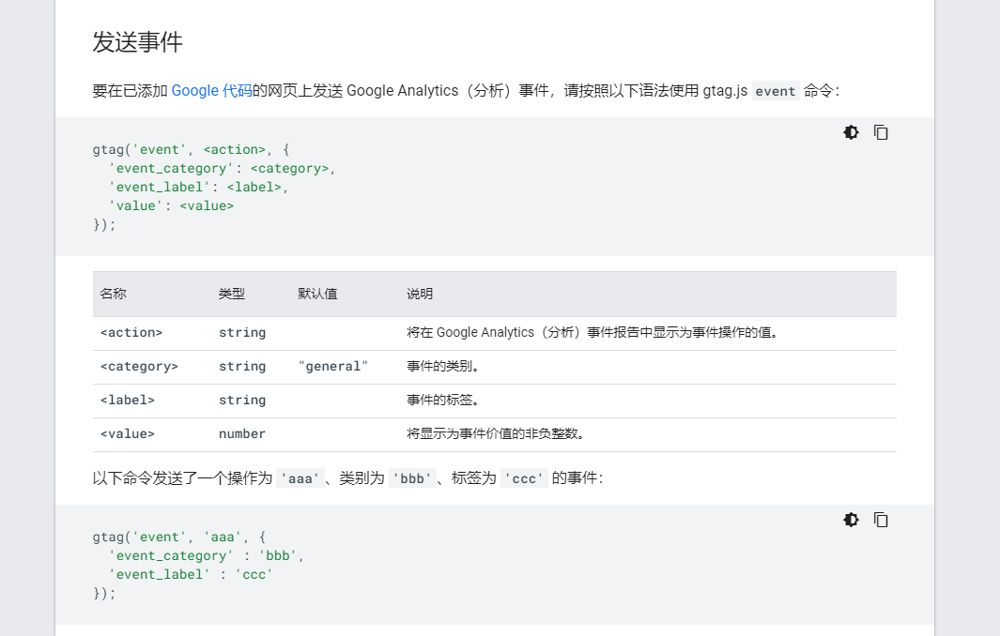 发送事件
要在已添加 Google 代码的网页上发送 Google Analytics（分析）事件，请按照以下语法使用 gtag.js event 命令：
gtag('event', <action>, {
  'event_category': <category>,
  'event_label': <label>,
  'value': <value>
});
名称 类型 默认值 说明
<action> string 将在 Google Analytics（分析）事件报告中显示为事件操作的值。
<category> string "general" 事件的类别。
<label> string 事件的标签。
<value> number 将显示为事件价值的非负整数。
以下命令发送了一个操作为 'aaa'、类别为 'bbb'、标签为 'ccc' 的事件：
gtag('event', 'aaa', {
  'event_category' : 'bbb',
  'event_label' : 'ccc'
});